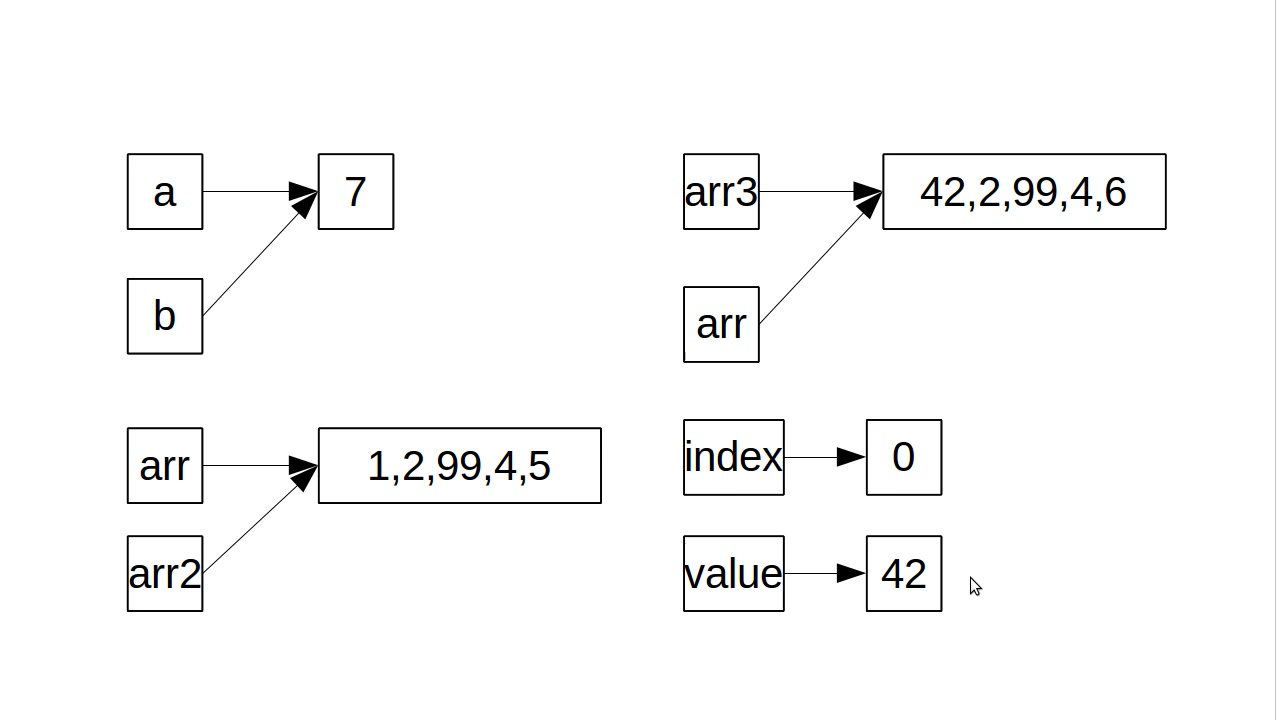 a
7
b
arr
1,2,99,4,5
arr2
arr3
42,2,99,4,6
arr
index
0
value
42